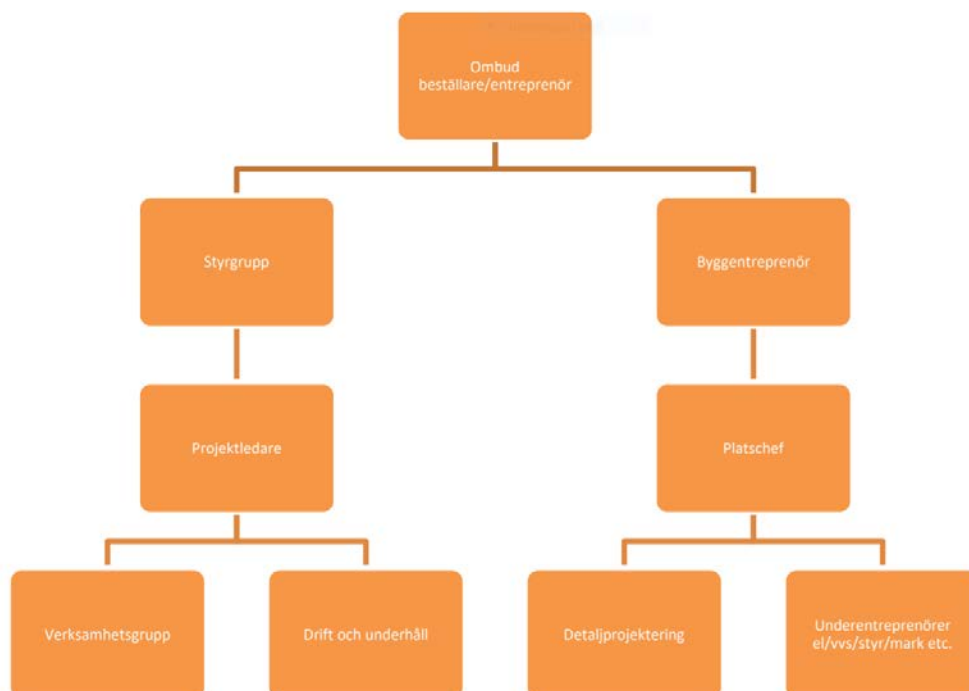 Ombud
beställare/entreprenör
Styrgrupp
Byggentreprenör
Projektledare
Platschef
Verksamhetsgrupp
Drift och underhåll
Detaljprojektering
Underentreprenörer
el/vvs/styr/mark etc.